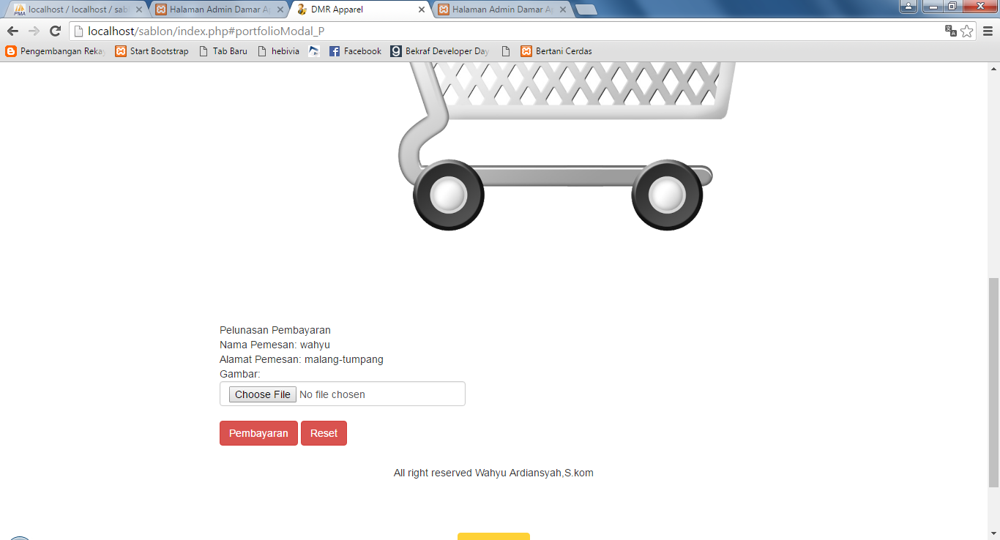 PMA localhost / localhost / sab
Halaman Admin Damar A
DMR Apparel
Halaman Admin Damar A
localhost/sablon/index.php#portfolioModal_P
Pengembangan Rekay
Start Bootstrap
Tab Baru
hebivia
Facebook
Bekraf Developer Day
Bertani Cerdas
Pelunasan Pembayaran
Nama Pemesan: wahyu
Alamat Pemesan: malang-tumpang
Gambar:
Choose File No file chosen
Pembayaran Reset
All right reserved Wahyu Ardiansyah,S.kom